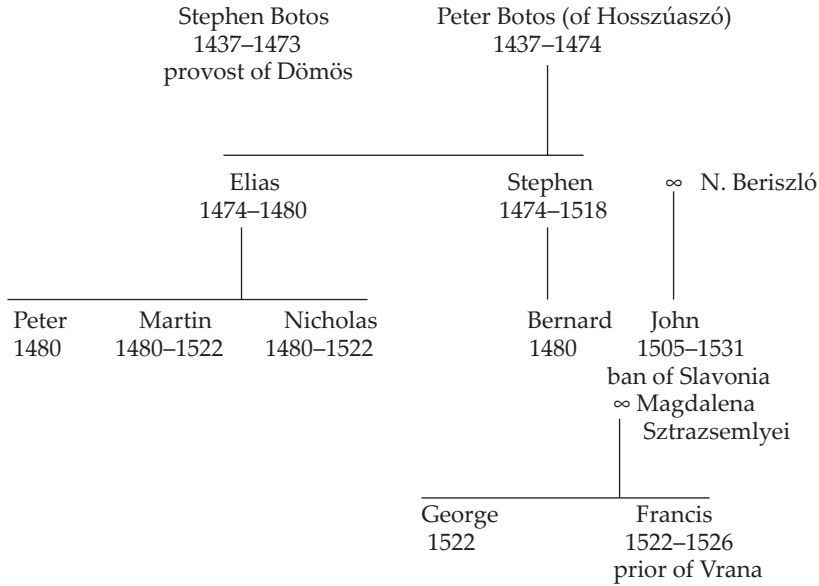 Stephen Botos Peter Botos (of Hosszúaszó)
1437–1473 1437–1474
provost of Dömös
Elias Stephen ∞ N. Beriszló
1474–1480 1474–1518
Peter Martin Nicholas Bernard John
1480 1480–1522 1480–1522 1480 1505–1531
ban of Slavonia
∞ Magdalena
Sztrazsemlyei
George Francis
1522 1522–1526
prior of Vrana